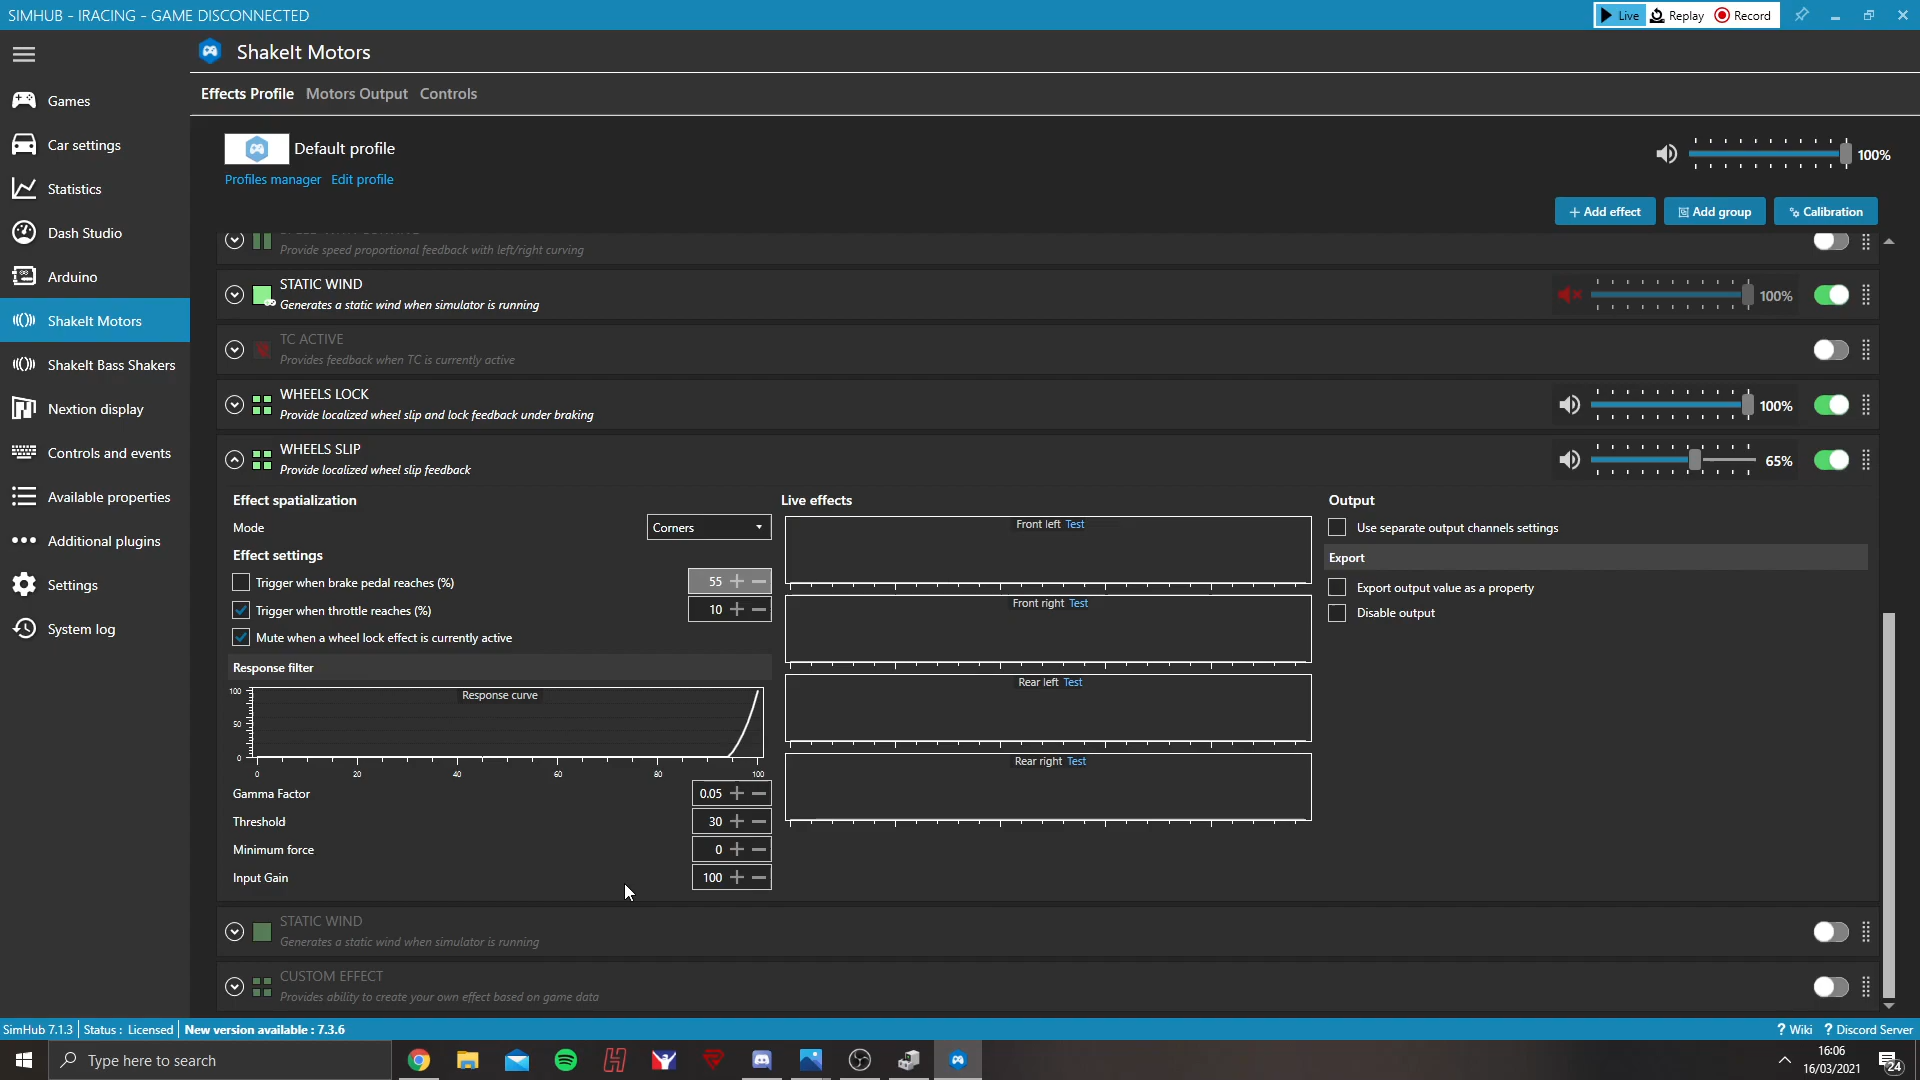 SIMHUB - IRACING - GAME DISCONNECTED
Live
Replay
Record
ShakeIt Motors
Games
Car settings
Statistics
Dash Studio
Arduino
ShakeIt Motors
ShakeIt Bass Shakers
Nextion display
Controls and events
Available properties
Additional plugins
Settings
System log
Effects Profile
Motors Output
Controls
Default profile
Profiles manager
Edit profile
100%
+ Add effect
Add group
Calibration
Provide speed proportional feedback with left/right curving
STATIC WIND
Generates a static wind when simulator is running
100%
TC ACTIVE
Provides feedback when TC is currently active
WHEELS LOCK
Provide localized wheel slip and lock feedback under braking
100%
WHEELS SLIP
Provide localized wheel slip feedback
65%
Effect spatialization
Mode
Corners
Effect settings
Trigger when brake pedal reaches (%)
55
Trigger when throttle reaches (%)
10
Mute when a wheel lock effect is currently active
Response filter
Response curve
100
50
0
0 20 40 60 80 100
Gamma Factor
0.05
Threshold
30
Minimum force
0
Input Gain
100
Live effects
Front left Test
Front right Test
Rear left Test
Rear right Test
Output
Use separate output channels settings
Export
Export output value as a property
Disable output
STATIC WIND
Generates a static wind when simulator is running
CUSTOM EFFECT
Provides ability to create your own effect based on game data
SimHub 7.1.3
Status : Licensed
New version available : 7.3.6
? Wiki
? Discord Server
Type here to search
16:06
16/03/2021
24